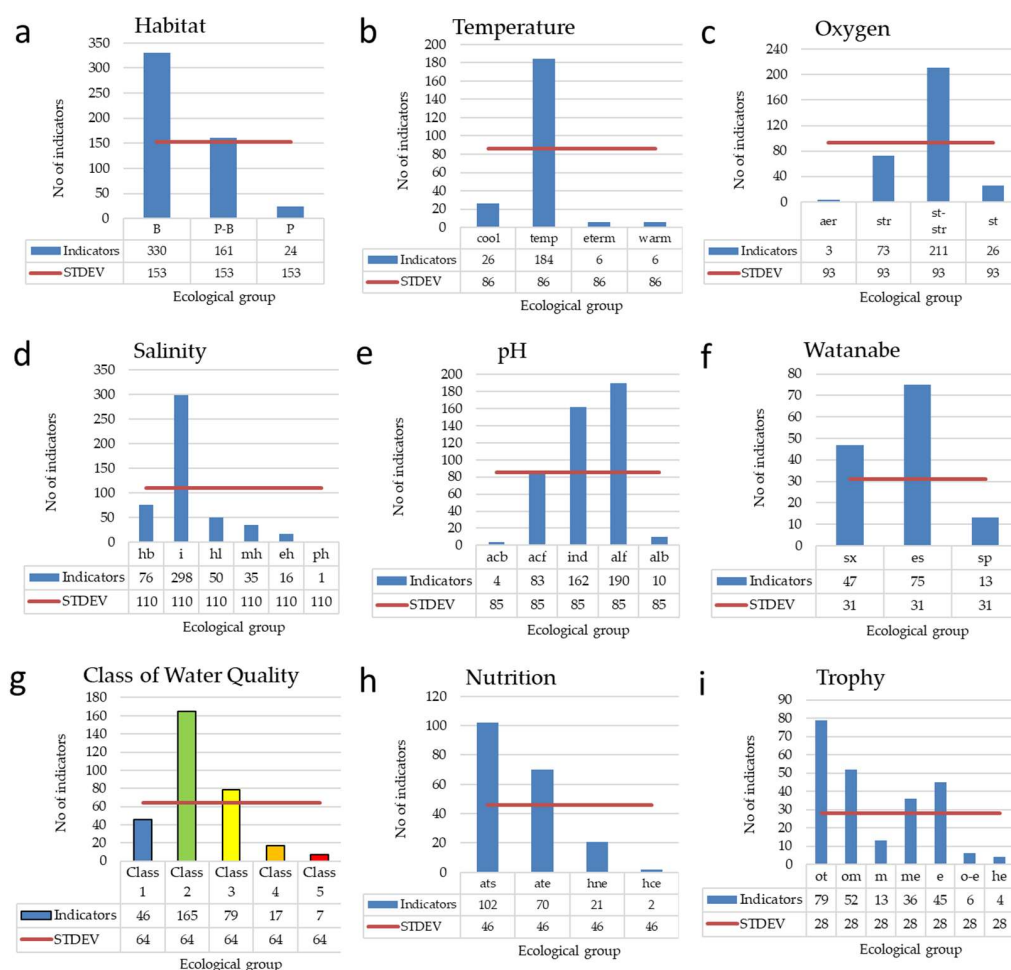 a
Habitat
No of indicators
350
300
250
200
150
100
50
0
B P-B P
Indicators 330 161 24
STDEV 153 153 153
Ecological group
b
Temperature
No of indicators
200
180
160
140
120
100
80
60
40
20
0
cool temp eterm warm
Indicators 26 184 6 6
STDEV 86 86 86 86
Ecological group
c
Oxygen
No of indicators
240
200
160
120
80
40
0
aer str st-str st
Indicators 3 73 211 26
STDEV 93 93 93 93
Ecological group
d
Salinity
No of indicators
350
300
250
200
150
100
50
0
hb i hl mh eh ph
Indicators 76 298 50 35 16 1
STDEV 110 110 110 110 110 110
Ecological group
e
pH
No of indicators
200
180
160
140
120
100
80
60
40
20
0
acb acf ind alf alb
Indicators 4 83 162 190 10
STDEV 85 85 85 85 85
Ecological group
f
Watanabe
No of indicators
80
70
60
50
40
30
20
10
0
sx es sp
Indicators 47 75 13
STDEV 31 31 31
Ecological group
g
Class of Water Quality
No of indicators
180
160
140
120
100
80
60
40
20
0
Class Class Class Class Class
1 2 3 4 5
Indicators 46 165 79 17 7
STDEV 64 64 64 64 64
Ecological group
h
Nutrition
No of indicators
120
100
80
60
40
20
0
ats ate hne hce
Indicators 102 70 21 2
STDEV 46 46 46 46
Ecological group
i
Trophy
No of indicators
90
80
70
60
50
40
30
20
10
0
ot om m me e o-e he
Indicators 79 52 13 36 45 6 4
STDEV 28 28 28 28 28 28 28
Ecological group